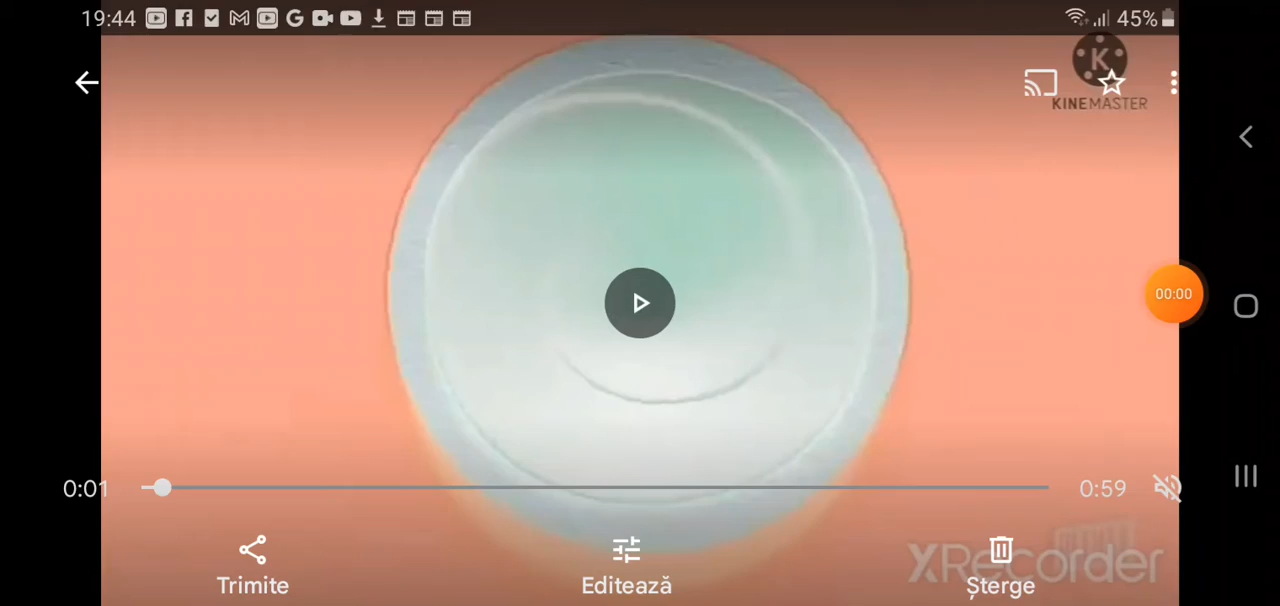 19:44
45%
K
KINEMASTER
00:00
0:01
0:59
Trimite
Editează
Șterge
XRecorder